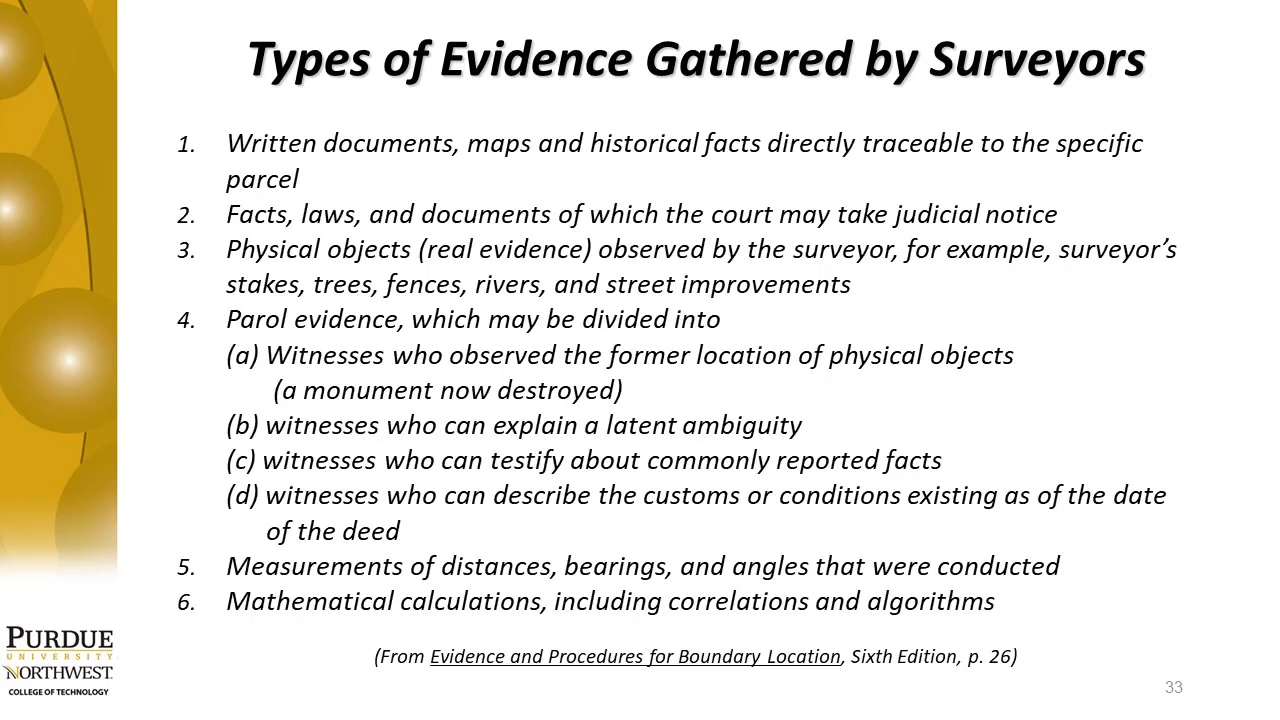 Types of Evidence Gathered by Surveyors
1. Written documents, maps and historical facts directly traceable to the specific
parcel
2. Facts, laws, and documents of which the court may take judicial notice
3. Physical objects (real evidence) observed by the surveyor, for example, surveyor’s
stakes, trees, fences, rivers, and street improvements
4. Parol evidence, which may be divided into
(a) Witnesses who observed the former location of physical objects
(a monument now destroyed)
(b) witnesses who can explain a latent ambiguity
(c) witnesses who can testify about commonly reported facts
(d) witnesses who can describe the customs or conditions existing as of the date
of the deed
5. Measurements of distances, bearings, and angles that were conducted
6. Mathematical calculations, including correlations and algorithms
(From Evidence and Procedures for Boundary Location, Sixth Edition, p. 26)
PURDUE
UNIVERSITY
NORTHWEST
COLLEGE OF TECHNOLOGY
33